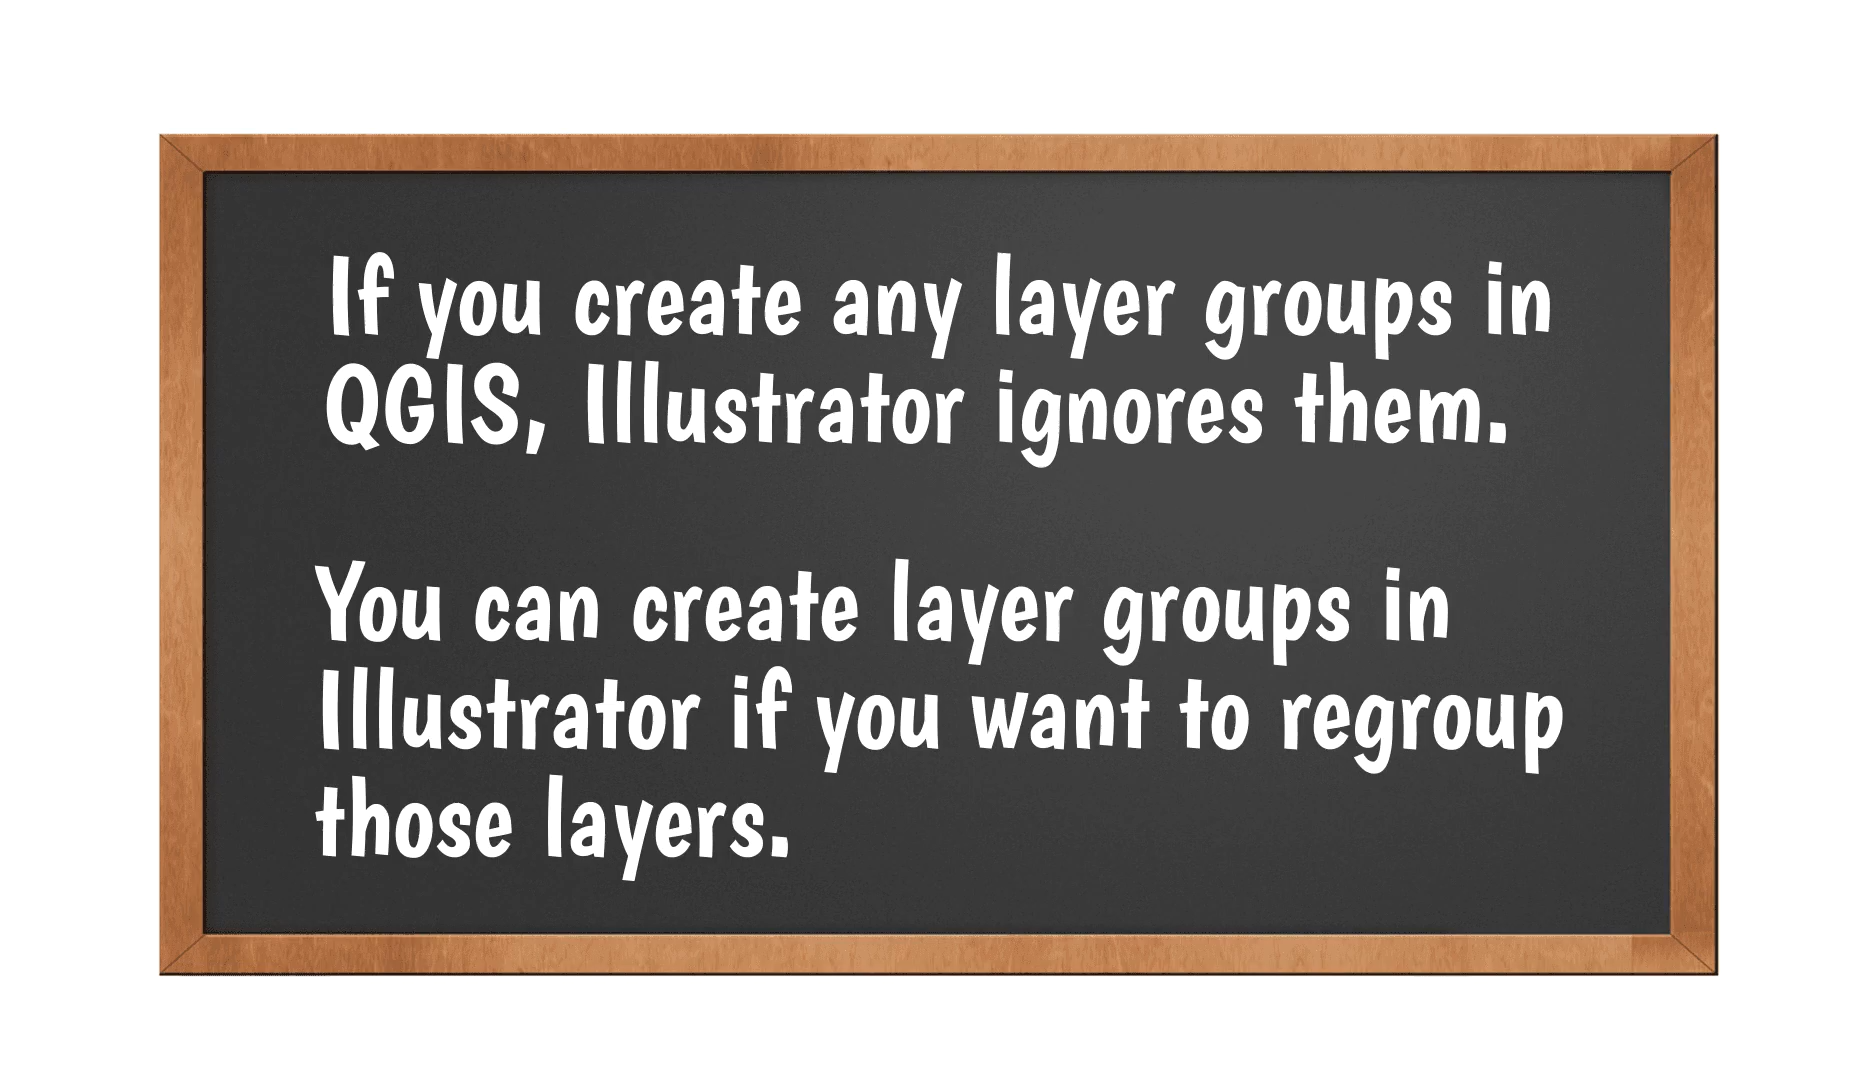 If you create any layer groups in
QGIS, Illustrator ignores them.
You can create layer groups in
Illustrator if you want to regroup
those layers.